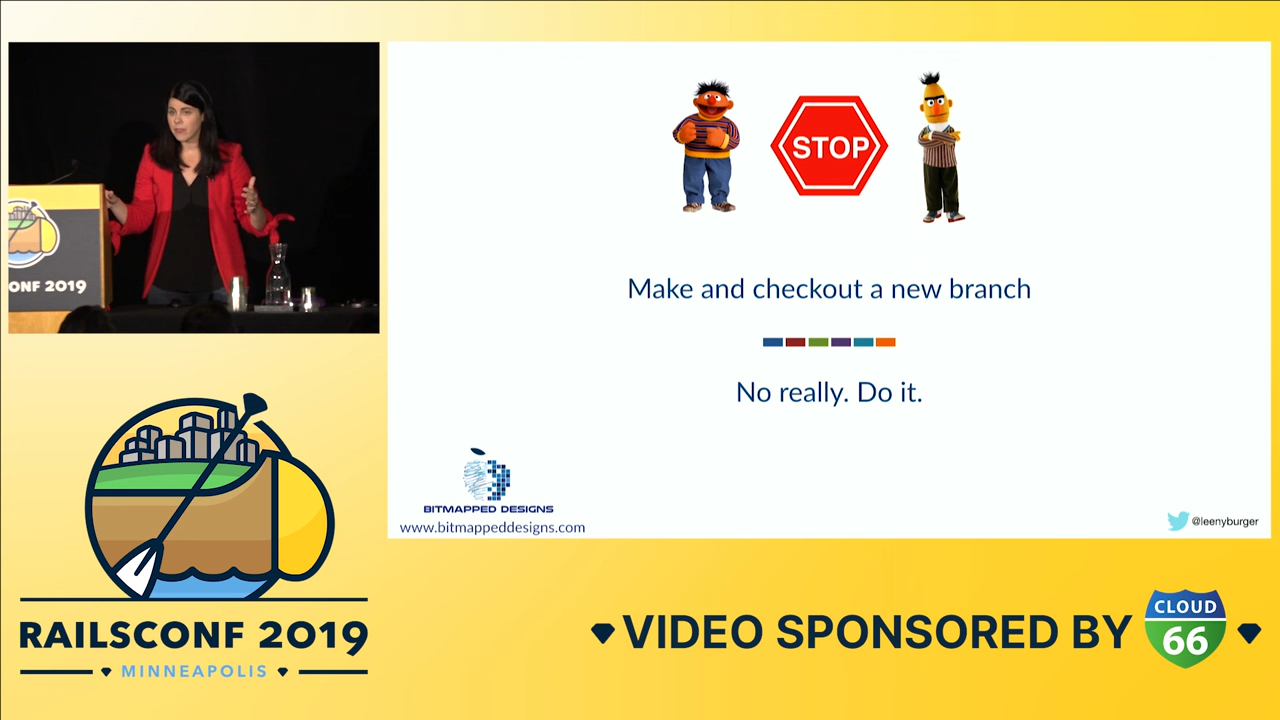 CONF 2019
STOP
Make and checkout a new branch
No really. Do it.
BITMAPPED DESIGNS
www.bitmappeddesigns.com
@leenyburger
RAILSCONF 2019
MINNEAPOLIS
VIDEO SPONSORED BY
CLOUD
66